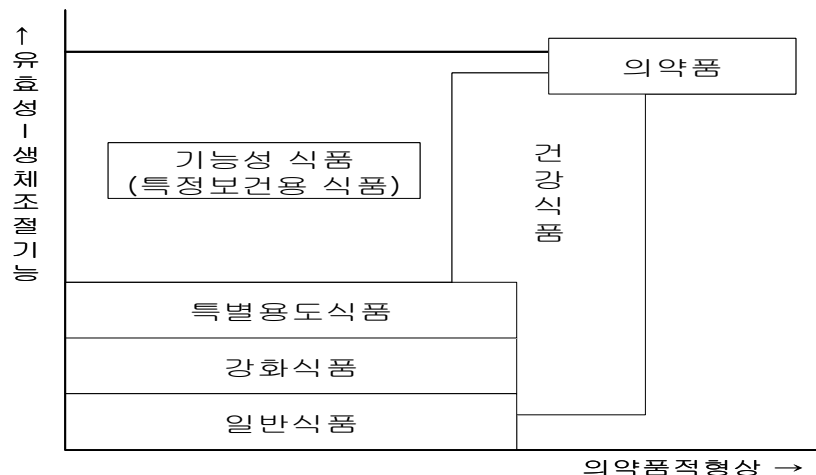 ↑유효성-생체조절기능
의약품
기능성 식품
(특정보건용 식품)
건강식품
특별용도식품
강화식품
일반식품
의약품적형상 →